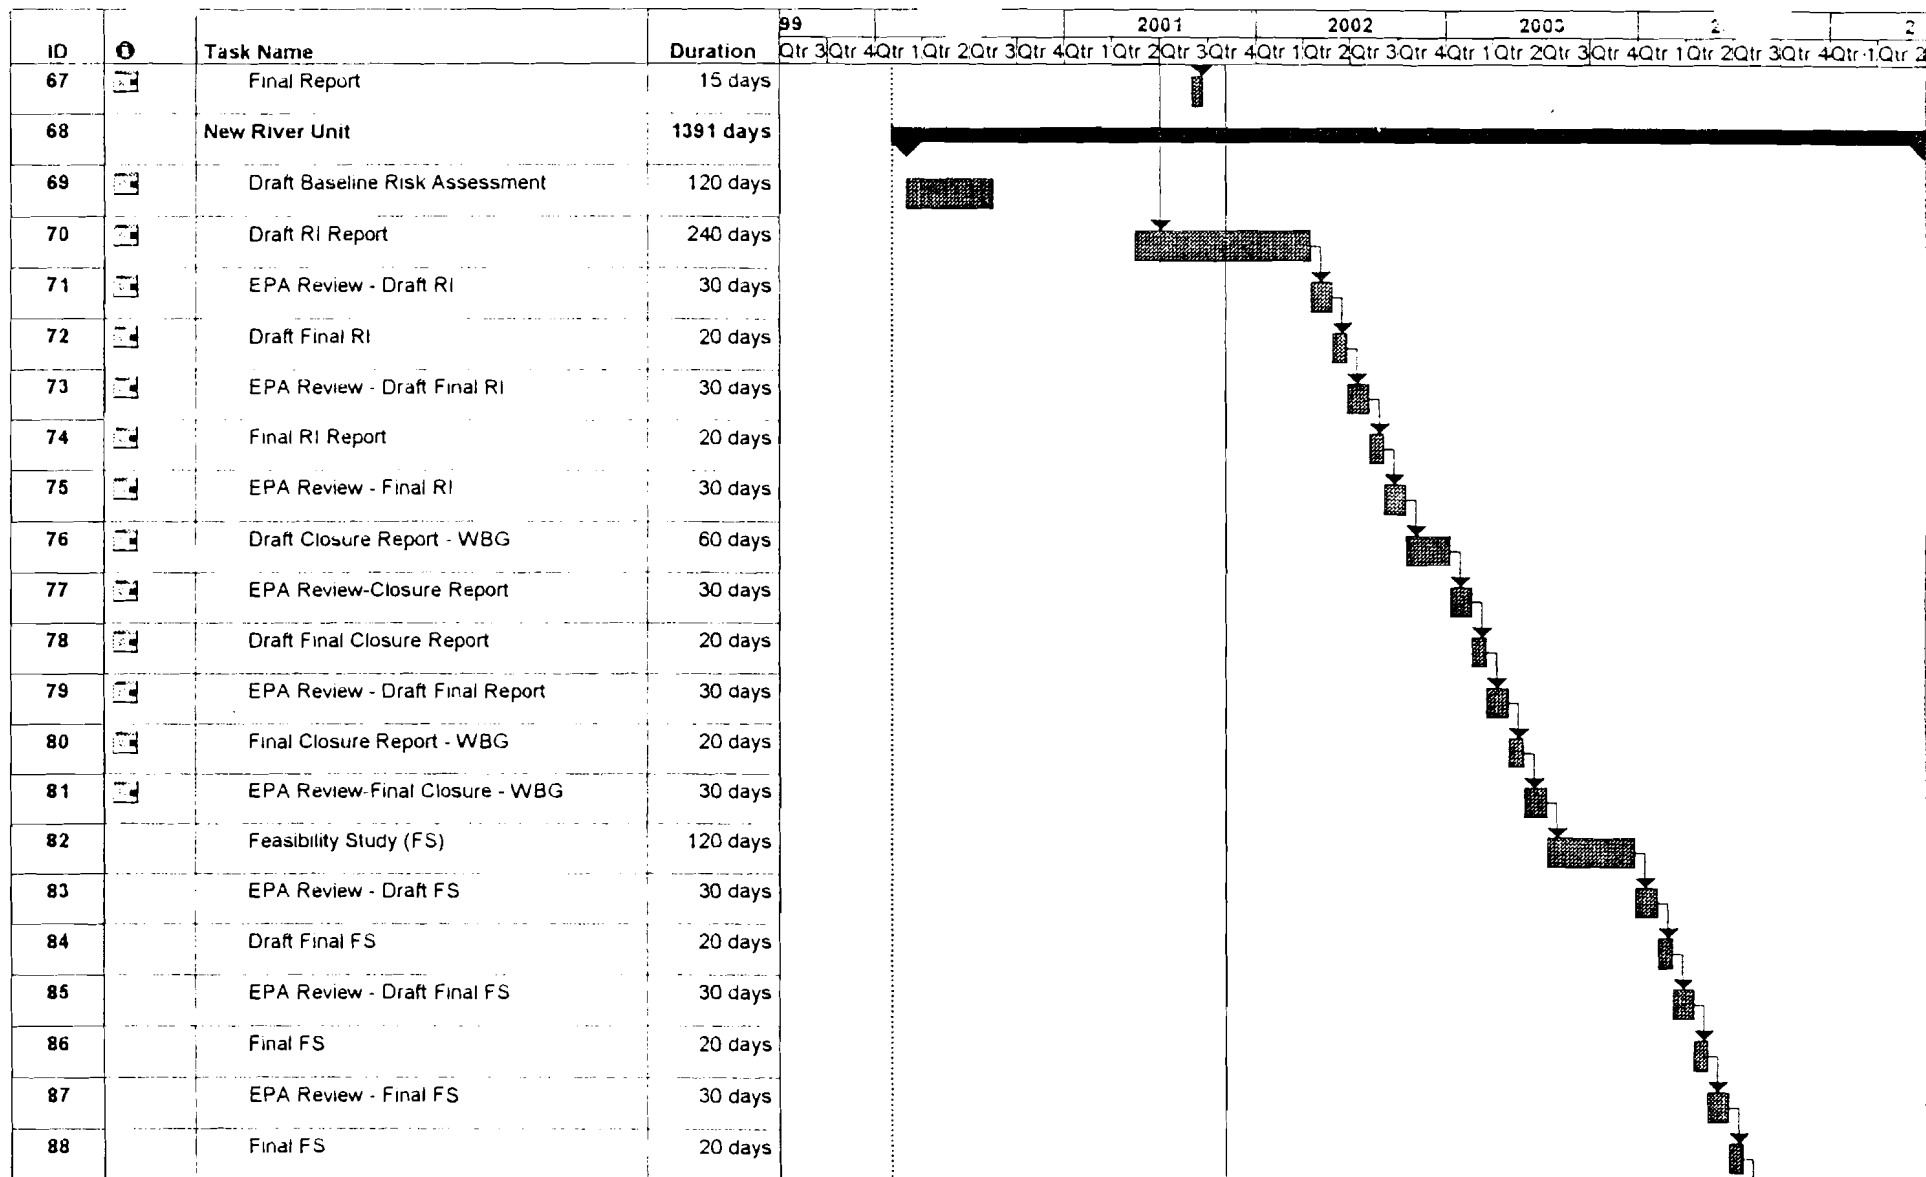 99 2001 2002 2003 2 2
ID Task Name Duration Qtr 3 Qtr 4 Qtr 1 Qtr 2 Qtr 3 Qtr 4 Qtr 1 Qtr 2 Qtr 3 Qtr 4 Qtr 1 Qtr 2 Qtr 3 Qtr 4 Qtr 1 Qtr 2 Qtr 3 Qtr 4 Qtr 1 Qtr 2 Qtr 3 Qtr 4 Qtr 1 Qtr 2
67 Final Report 15 days
68 New River Unit 1391 days
69 Draft Baseline Risk Assessment 120 days
70 Draft RI Report 240 days
71 EPA Review - Draft RI 30 days
72 Draft Final RI 20 days
73 EPA Review - Draft Final RI 30 days
74 Final RI Report 20 days
75 EPA Review - Final RI 30 days
76 Draft Closure Report - WBG 60 days
77 EPA Review-Closure Report 30 days
78 Draft Final Closure Report 20 days
79 EPA Review - Draft Final Report 30 days
80 Final Closure Report - WBG 20 days
81 EPA Review-Final Closure - WBG 30 days
82 Feasibility Study (FS) 120 days
83 EPA Review - Draft FS 30 days
84 Draft Final FS 20 days
85 EPA Review - Draft Final FS 30 days
86 Final FS 20 days
87 EPA Review - Final FS 30 days
88 Final FS 20 days